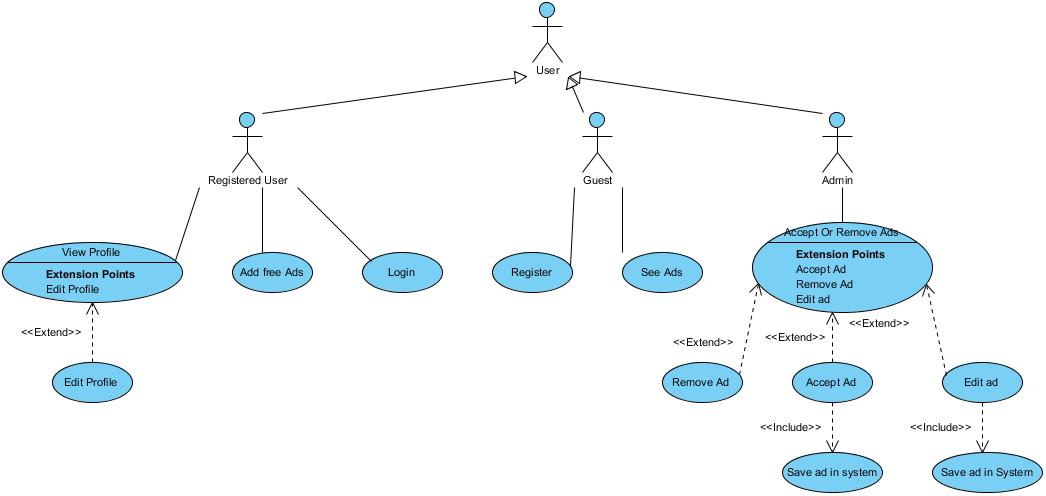 User
Registered User
Guest
Admin
View Profile
Extension Points
Edit Profile
Add free Ads
Login
Register
See Ads
Accept Or Remove Ads
Extension Points
Accept Ad
Remove Ad
Edit ad
<<Extend>>
<<Extend>>
<<Extend>>
<<Extend>>
Edit Profile
Remove Ad
Accept Ad
Edit ad
<<Include>>
<<Include>>
Save ad in system
Save ad in System